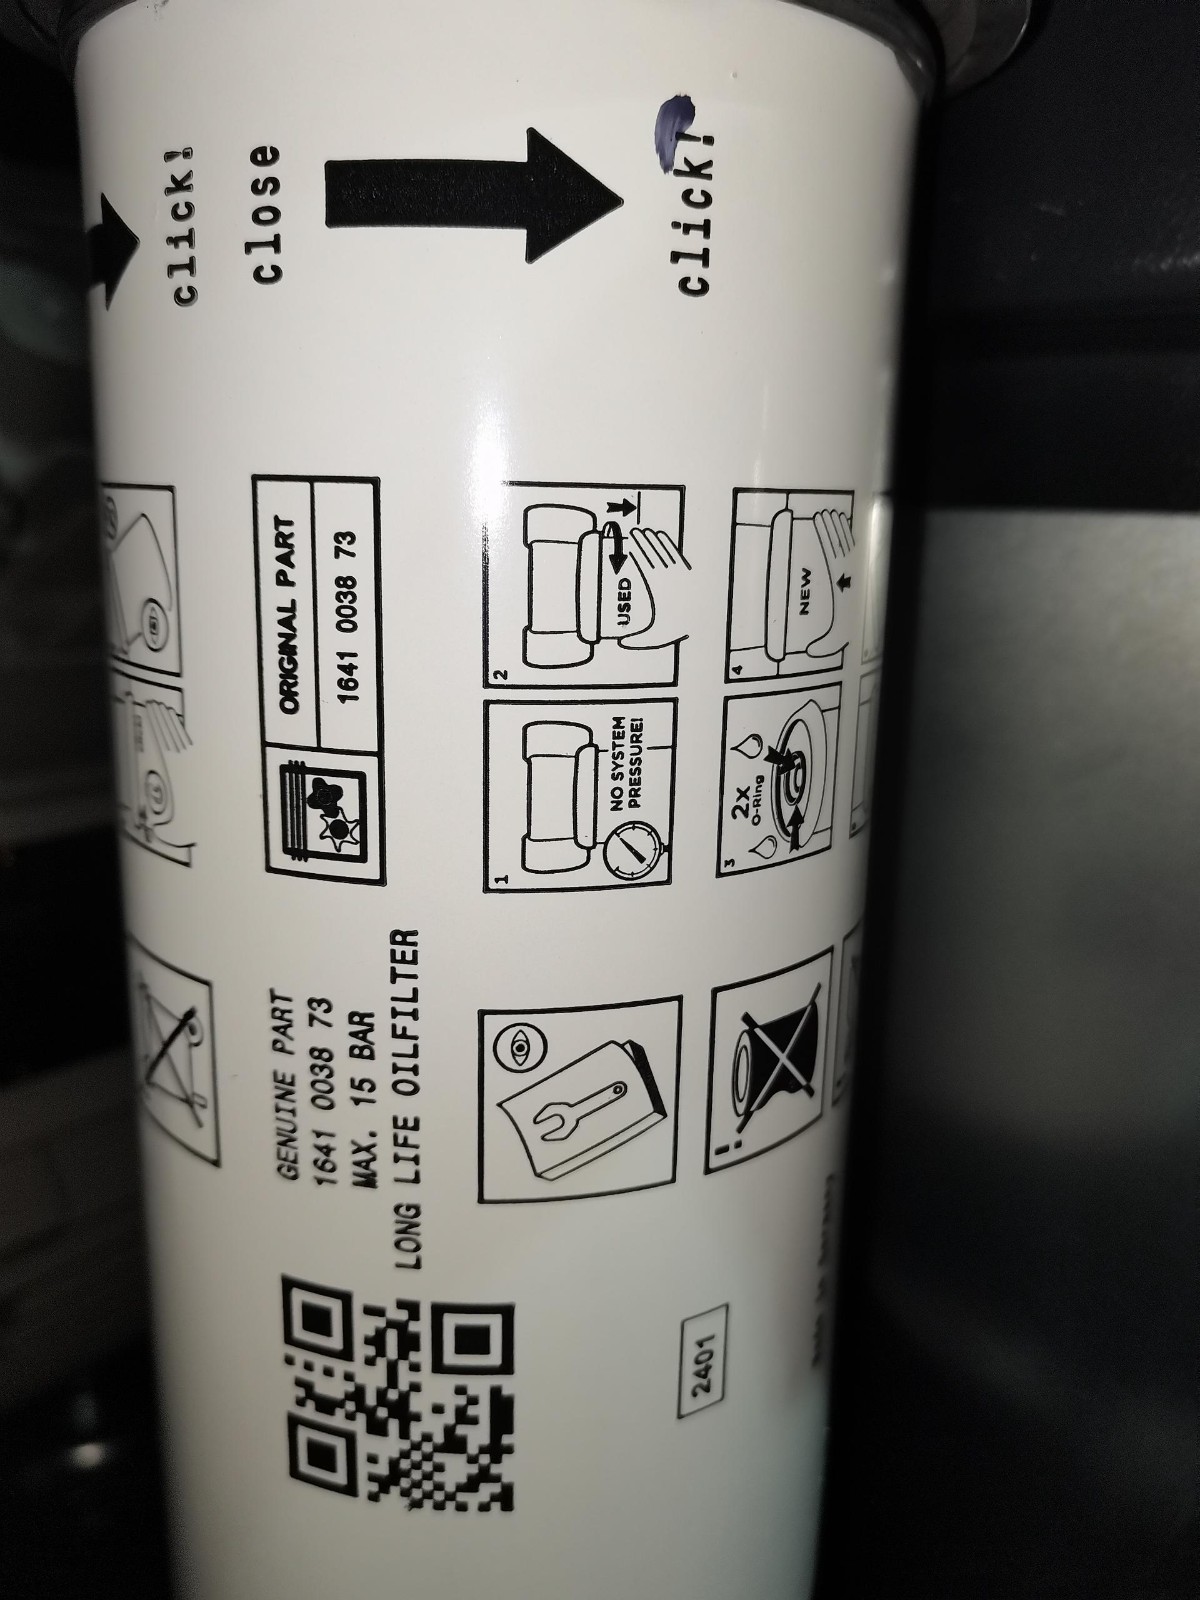 click!
close
click!
ORIGINAL PART
1641 0038 73
GENUINE PART
1641 0038 73
MAX. 15 BAR
LONG LIFE OILFILTER
1
NO SYSTEM
PRESSURE!
2
USED
3
2x
O-Ring
4
NEW
2401